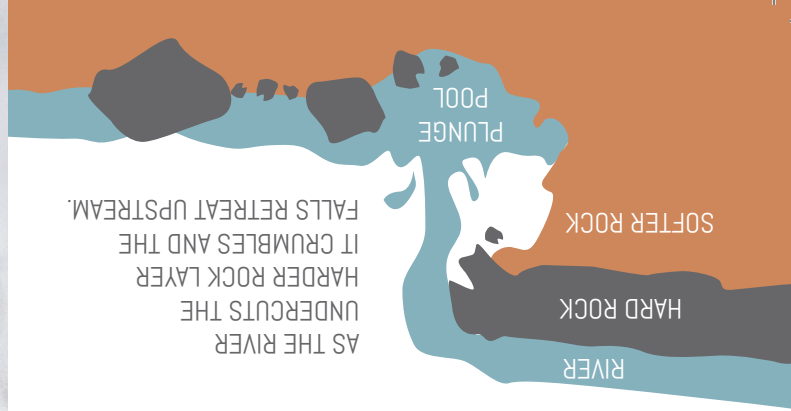 AS THE RIVER
UNDERCUTS THE
HARDER ROCK LAYER
IT CRUMBLES AND THE
FALLS RETREAT UPSTREAM.
RIVER
HARD ROCK
SOFTER ROCK
PLUNGE
POOL